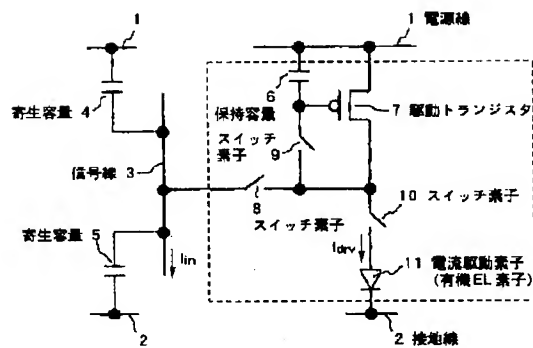 1
1 電源線
6
寄生容量 4
保持容量
7 駆動トランジスタ
スイッチ
素子
9
信号線 3
10 スイッチ素子
8
スイッチ素子
寄生容量 5
Iin
Idrv
11 電流駆動素子
(有機EL素子)
2
2 接地線